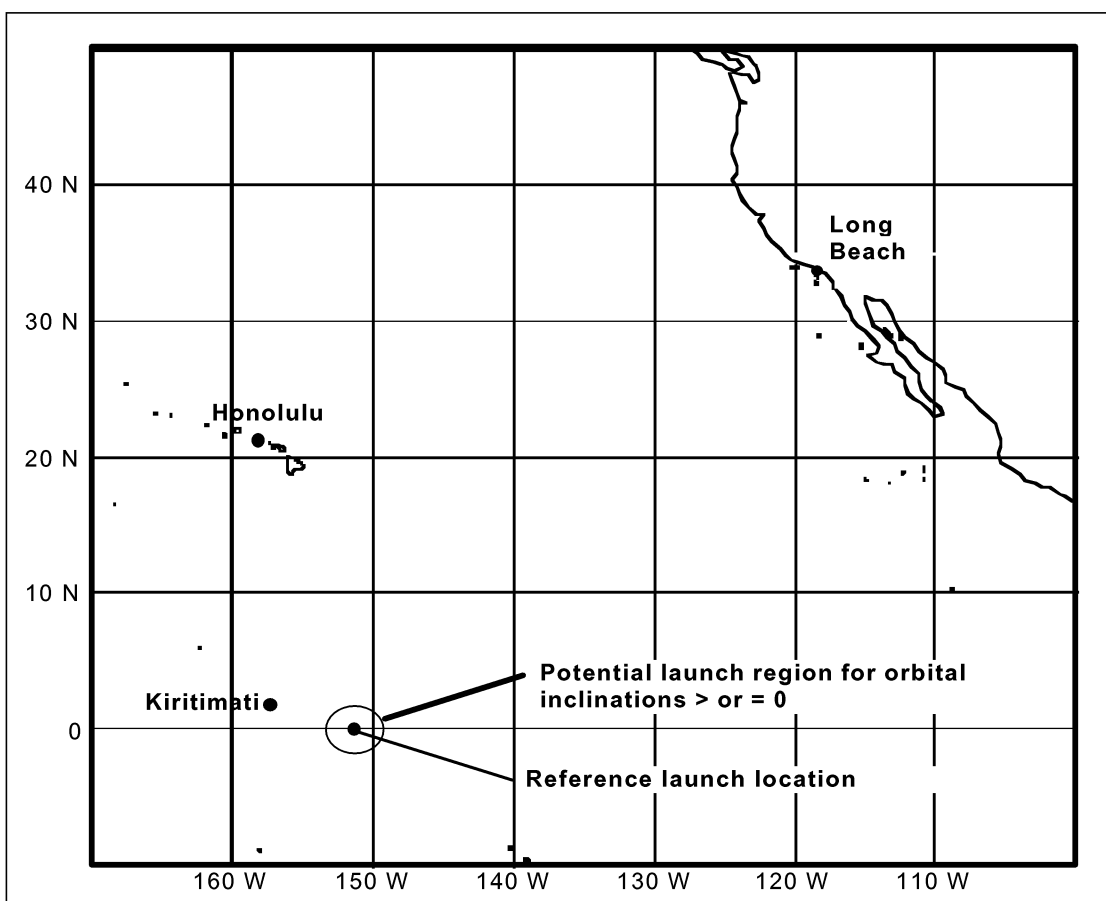 40 N
Long
Beach
30 N
Honolulu
20 N
10 N
Potential launch region for orbital
inclinations > or = 0
Kiritimati
0
Reference launch location
160 W
150 W
140 W
130 W
120 W
110 W